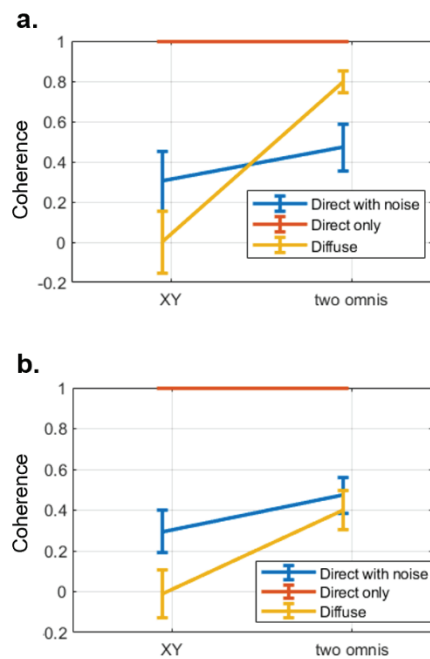 a.
1
0.8
0.6
0.4
0.2
0
-0.2
Coherence
XY
two omnis
Direct with noise
Direct only
Diffuse
b.
1
0.8
0.6
0.4
0.2
0
0.2
Coherence
XY
two omnis
Direct with noise
Direct only
Diffuse